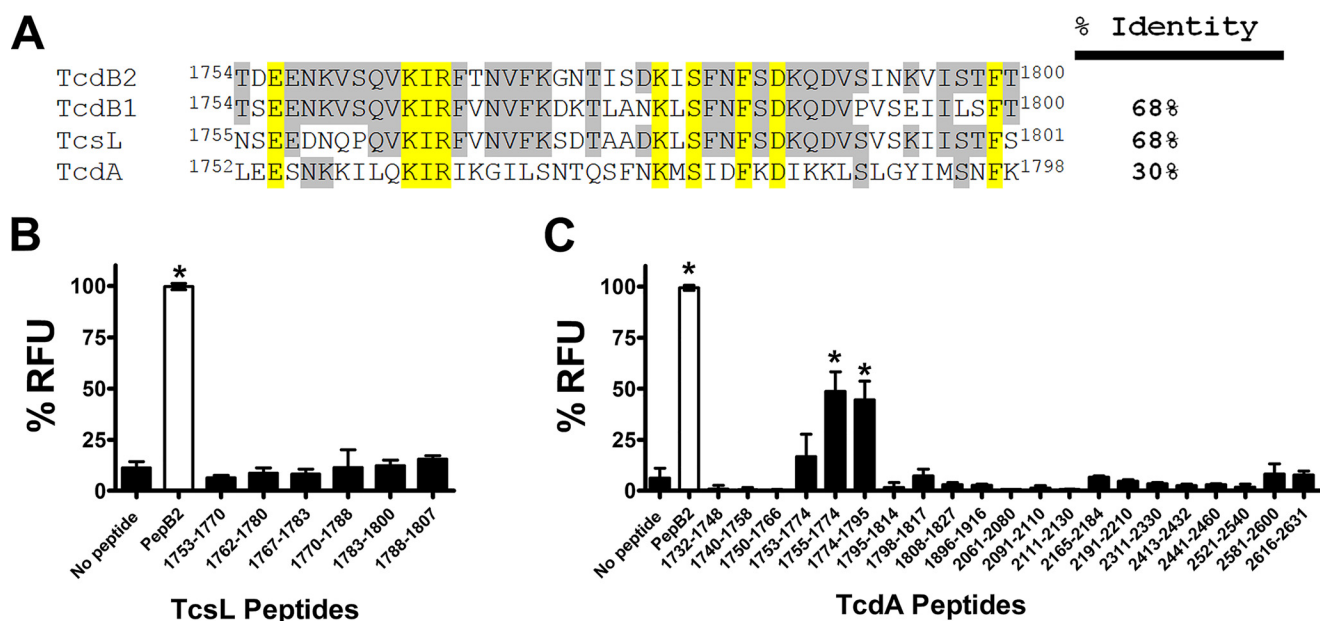 A
% Identity
TcdB2 1754TDEENKVSQVKIRFTNVFKGNTISDKISFNFSDKQDVSINKVISTFT1800
TcdB1 1754TSEENKVSQVKIRFVNVFKDKTLANKLSFNFSDKQDVPVSEIILSFT1800 68%
TcsL 1755NSEEDNQPQVKIRFVNVFKSDTAADKLSFNFSDKQDVSVSKIISTFS1801 68%
TcdA 1752LEESNKKILQKIRIKGILSNTQSFNKMSIDFKDIKKLSLGYIMSNFK1798 30%
B
% RFU
100
75
50
25
0
*
No peptide
PepB2
1753-1770
1762-1780
1767-1783
1770-1788
1783-1800
1788-1807
TcsL Peptides
C
% RFU
100
75
50
25
0
*
*
*
No peptide
PepB2
1732-1748
1740-1758
1750-1766
1753-1774
1755-1774
1774-1795
1795-1814
1798-1817
1808-1827
1896-1916
2061-2080
2091-2110
2111-2130
2165-2184
2191-2210
2311-2330
2413-2432
2441-2460
2521-2540
2581-2600
2616-2631
TcdA Peptides